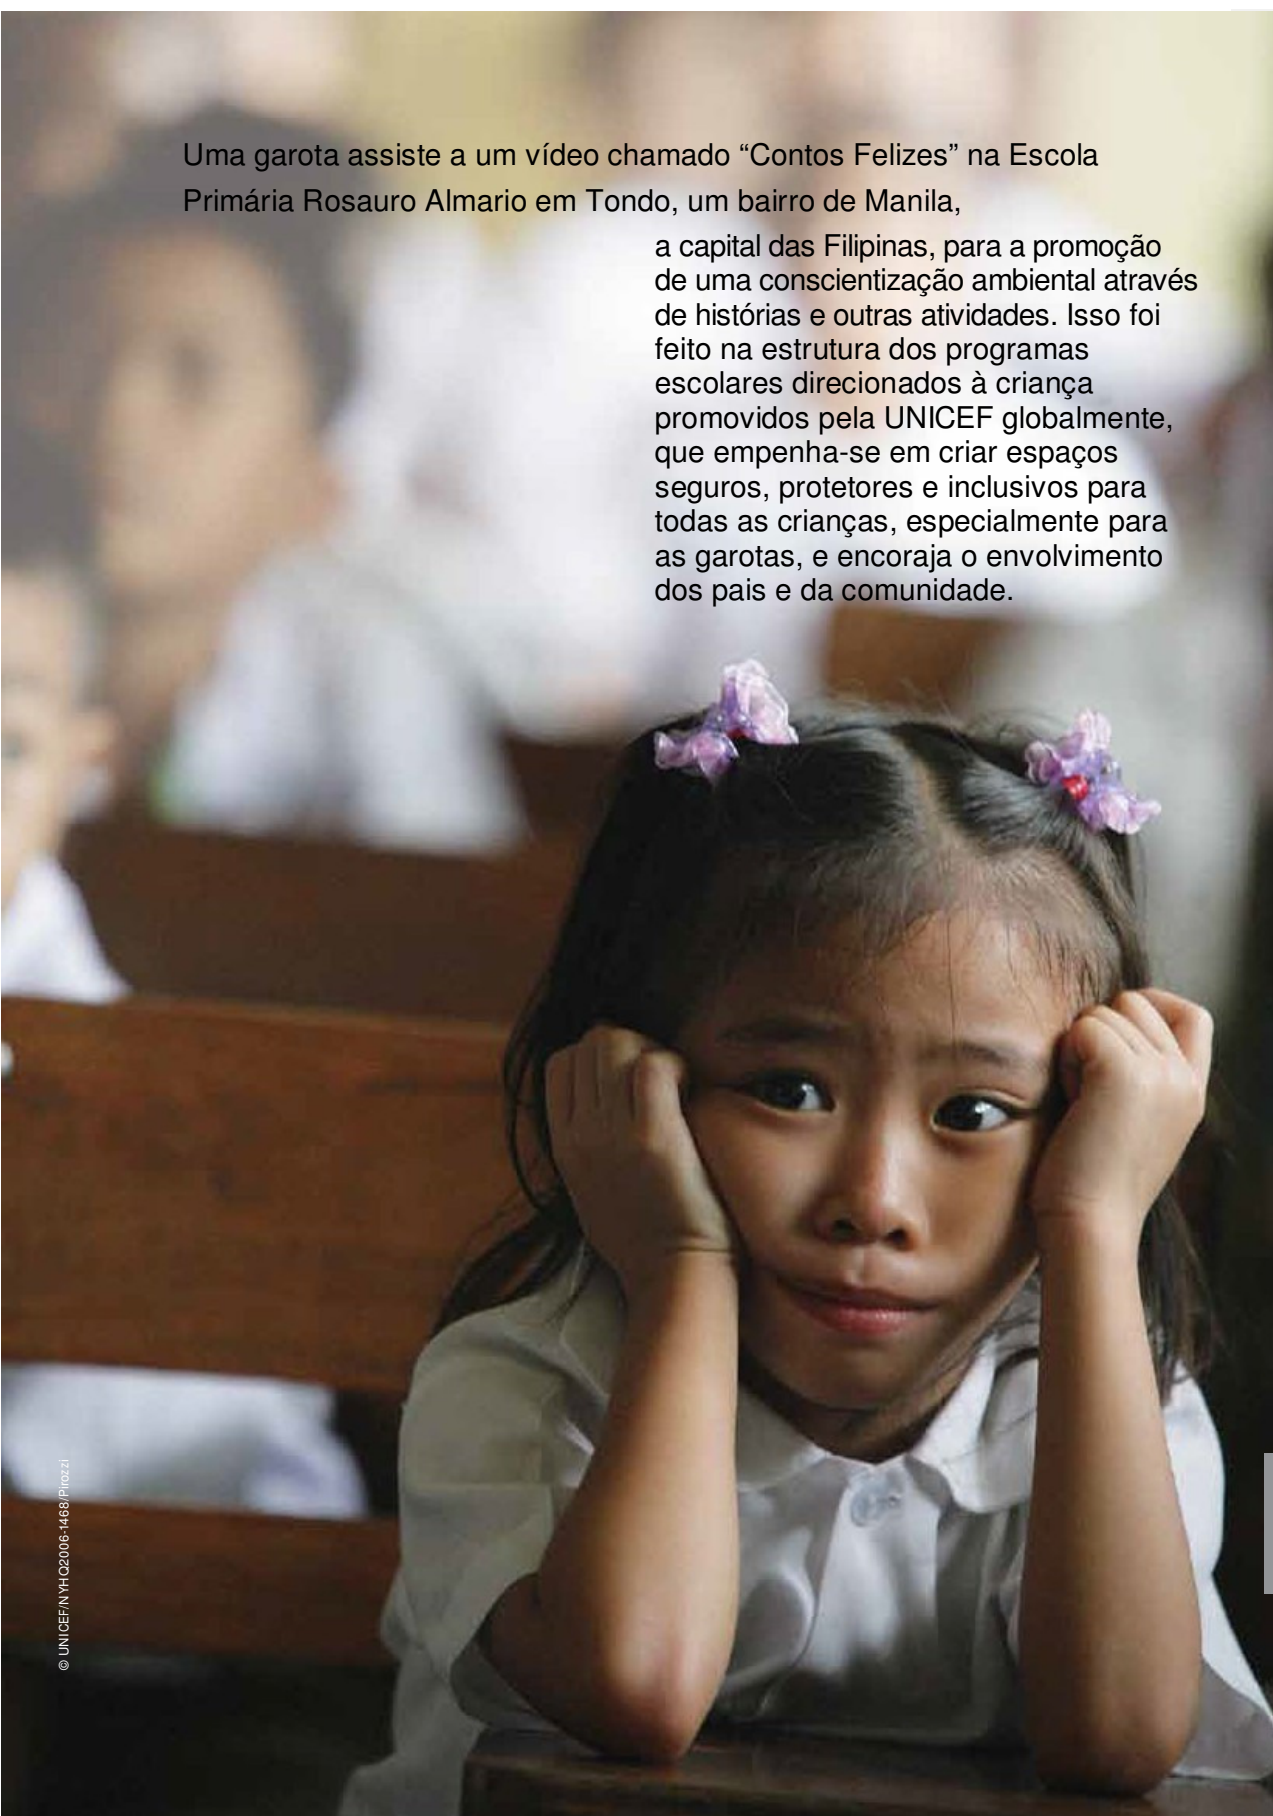 Uma garota assiste a um vídeo chamado “Contos Felizes” na Escola
Primária Rosauro Almario em Tondo, um bairro de Manila,
a capital das Filipinas, para a promoção
de uma conscientização ambiental através
de histórias e outras atividades. Isso foi
feito na estrutura dos programas
escolares direcionados à criança
promovidos pela UNICEF globalmente,
que empenha-se em criar espaços
seguros, protetores e inclusivos para
todas as crianças, especialmente para
as garotas, e encoraja o envolvimento
dos pais e da comunidade.
© UNICEF/NYHQ2006-1468/Pirozzi